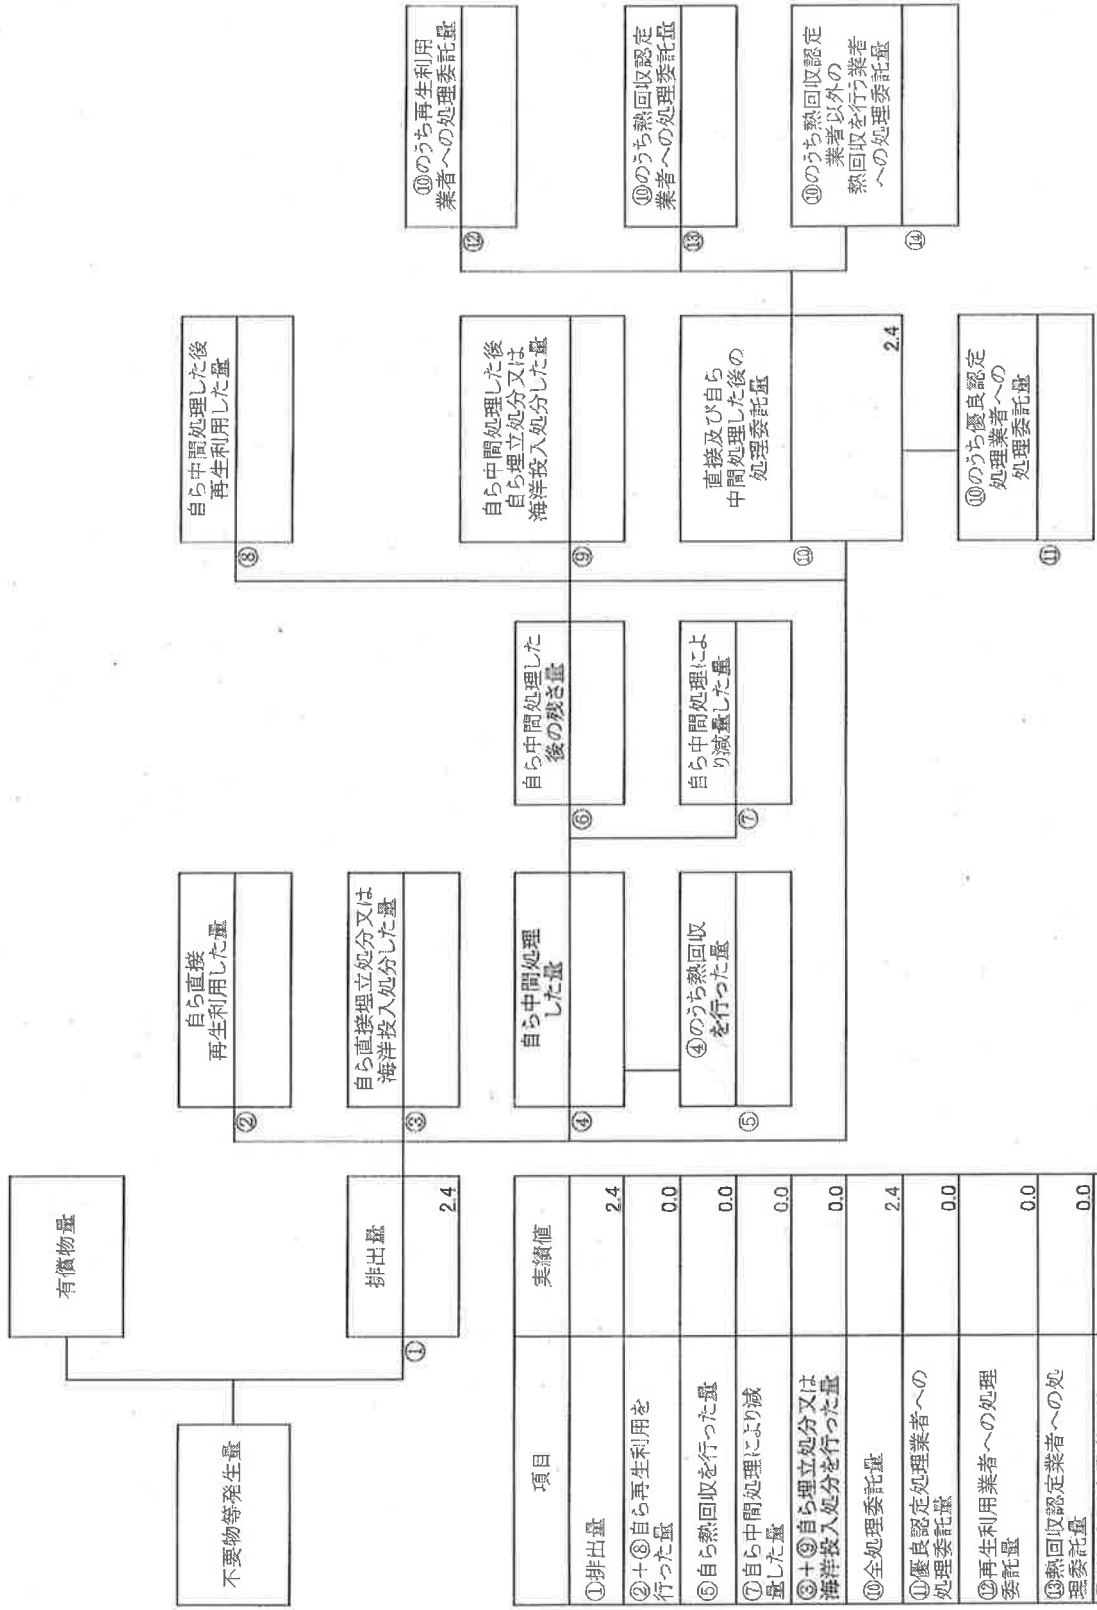 不要物等発生量
有償物量
排出量
①
2.4
②
自ら直接
再生利用した量
③
自ら直接埋立処分又は
海洋投入処分した量
④
自ら中間処理
した量
⑤
④のうち熱回収
を行った量
⑥
自ら中間処理した
後の残さ量
⑦
自ら中間処理によ
り減量した量
⑧
自ら中間処理した後
再生利用した量
⑨
自ら中間処理した後
自ら埋立処分又は
海洋投入処分した量
⑩
直接及び自ら
中間処理した後の
処理委託量
2.4
⑪
⑩のうち優良認定
処理業者への
処理委託量
⑫
⑩のうち再生利用
業者への処理委託量
⑬
⑩のうち熱回収認定
業者への処理委託量
⑭
⑩のうち熱回収認定
業者以外の
熱回収を行う業者
への処理委託量
項目 実績値
①排出量 2.4
②+⑧自ら再生利用を
行った量 0.0
⑤自ら熱回収を行った量 0.0
⑦自ら中間処理により減
量した量 0.0
③+⑨自ら埋立処分又は
海洋投入処分を行った量 0.0
⑩全処理委託量 2.4
⑪優良認定処理業者への
処理委託量 0.0
⑫再生利用業者への処理
委託量 0.0
⑬熱回収認定業者への処
理委託量 0.0